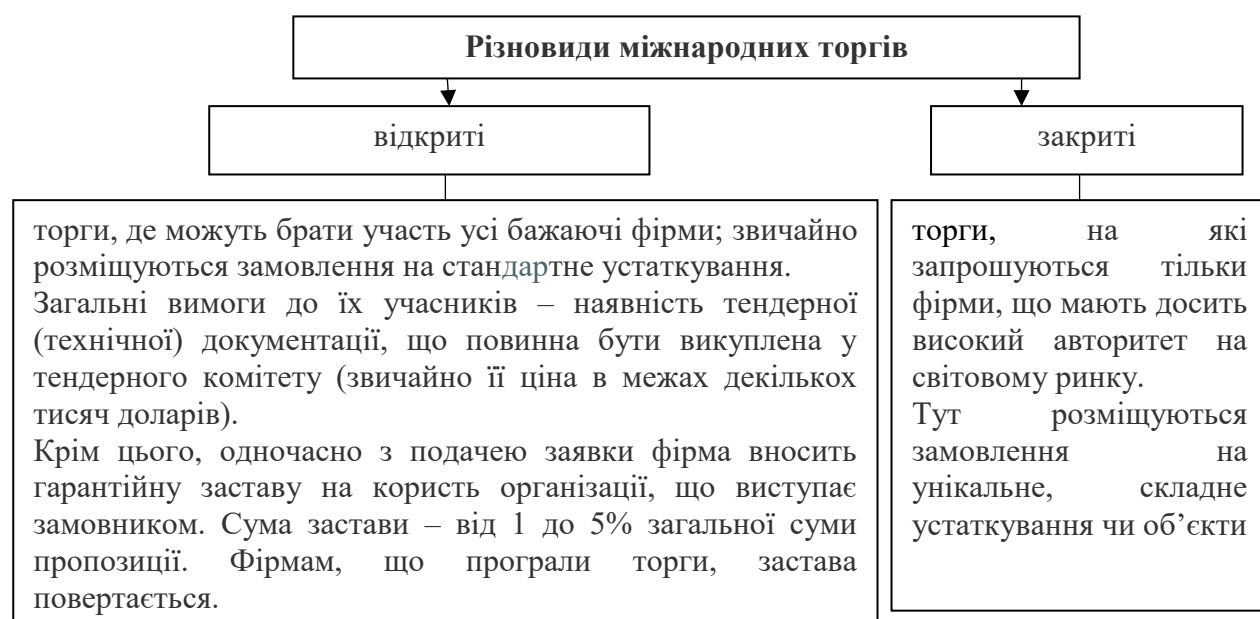 Різновиди міжнародних торгів
відкриті
закриті
торги, де можуть брати участь усі бажаючі фірми; звичайно
розміщуються замовлення на стандартне устаткування.
Загальні вимоги до їх учасників – наявність тендерної
(технічної) документації, що повинна бути викуплена у
тендерного комітету (звичайно її ціна в межах декількох
тисяч доларів).
Крім цього, одночасно з подачею заявки фірма вносить
гарантійну заставу на користь організації, що виступає
замовником. Сума застави – від 1 до 5% загальної суми
пропозиції. Фірмам, що програли торги, застава
повертається.
торги, на які
запрошуються тільки
фірми, що мають досить
високий авторитет на
світовому ринку.
Тут розміщуються
замовлення на
унікальне, складне
устаткування чи об’єкти